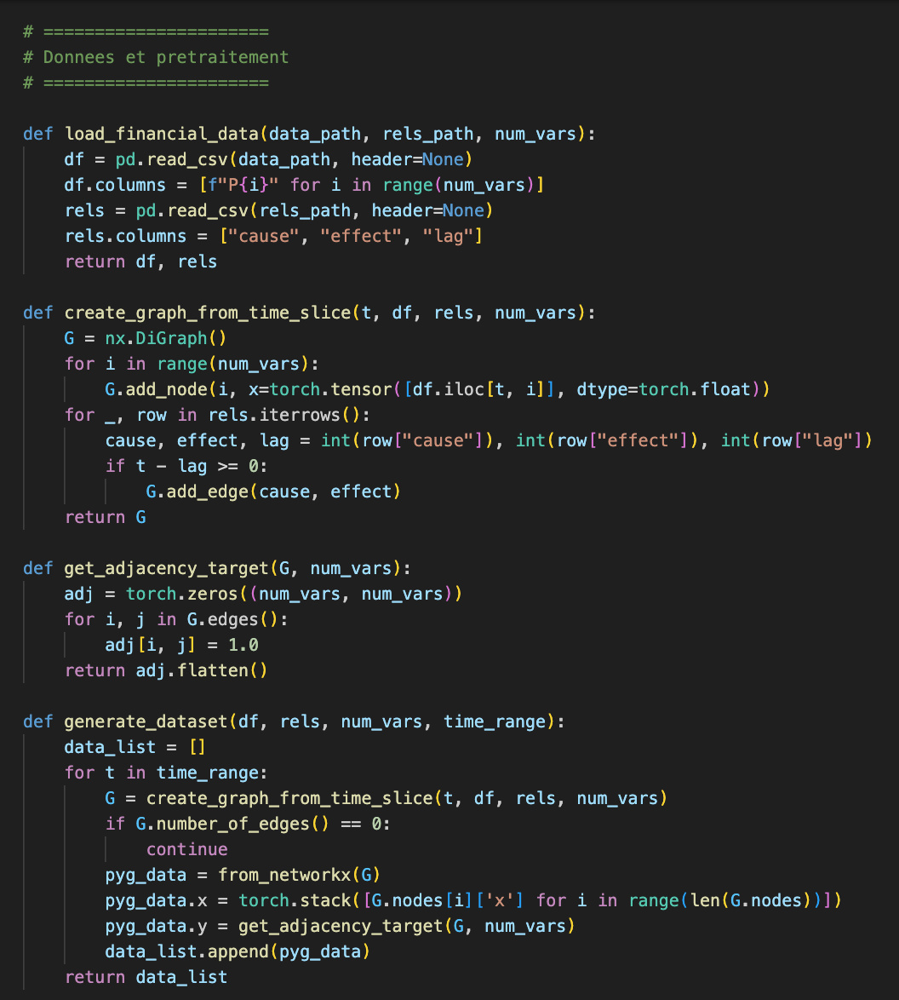 # ======================
# Donnees et pretraitement
# ======================

def load_financial_data(data_path, rels_path, num_vars):
    df = pd.read_csv(data_path, header=None)
    df.columns = [f"P{i}" for i in range(num_vars)]
    rels = pd.read_csv(rels_path, header=None)
    rels.columns = ["cause", "effect", "lag"]
    return df, rels

def create_graph_from_time_slice(t, df, rels, num_vars):
    G = nx.DiGraph()
    for i in range(num_vars):
        G.add_node(i, x=torch.tensor([df.iloc[t, i]], dtype=torch.float))
    for _, row in rels.iterrows():
        cause, effect, lag = int(row["cause"]), int(row["effect"]), int(row["lag"])
        if t - lag >= 0:
            G.add_edge(cause, effect)
    return G

def get_adjacency_target(G, num_vars):
    adj = torch.zeros((num_vars, num_vars))
    for i, j in G.edges():
        adj[i, j] = 1.0
    return adj.flatten()

def generate_dataset(df, rels, num_vars, time_range):
    data_list = []
    for t in time_range:
        G = create_graph_from_time_slice(t, df, rels, num_vars)
        if G.number_of_edges() == 0:
            continue
        pyg_data = from_networkx(G)
        pyg_data.x = torch.stack([G.nodes[i]['x'] for i in range(len(G.nodes))])
        pyg_data.y = get_adjacency_target(G, num_vars)
        data_list.append(pyg_data)
    return data_list